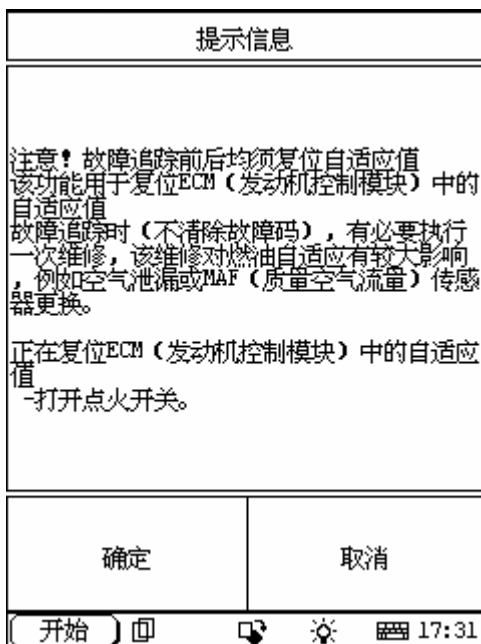 提示信息
注意！故障追踪前后均须复位自适应值
该功能用于复位ECM（发动机控制模块）中的
自适应值
故障追踪时（不清除故障码），有必要执行
一次维修，该维修对燃油自适应有较大影响
，例如空气泄漏或MAF（质量空气流量）传感
器更换。
正在复位ECM（发动机控制模块）中的自适应
值
-打开点火开关。
确定
取消
开始
17:31